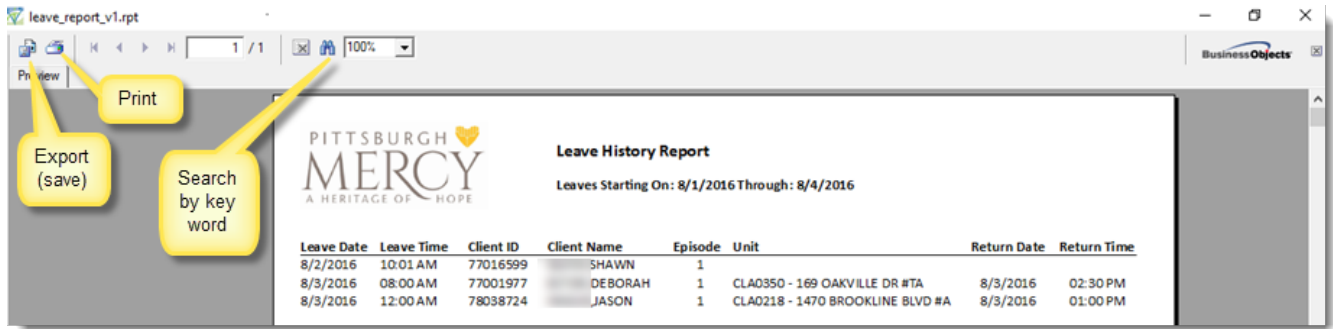 leave_report_v1.rpt
1 / 1
100%
BusinessObjects
Preview
Print
Export
(save)
Search
by key
word
PITTSBURGH
MERCY
A HERITAGE OF HOPE
Leave History Report
Leaves Starting On: 8/1/2016 Through: 8/4/2016
Leave Date Leave Time Client ID Client Name Episode Unit Return Date Return Time
8/2/2016 10:01 AM 77016599 SHAWN 1
8/3/2016 08:00 AM 77001977 DEBORAH 1 CLA0350 - 169 OAKVILLE DR #TA 8/3/2016 02:30 PM
8/3/2016 12:00 AM 78038724 ,JASON 1 CLA0218 - 1470 BROOKLINE BLVD #A 8/3/2016 01:00 PM